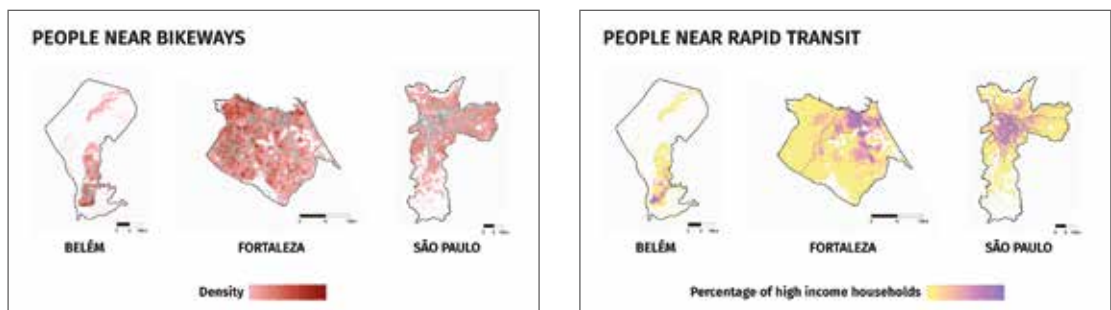 PEOPLE NEAR BIKEWAYS
BELÉM
FORTALEZA
SÃO PAULO
Density
PEOPLE NEAR RAPID TRANSIT
BELÉM
FORTALEZA
SÃO PAULO
Percentage of high income households